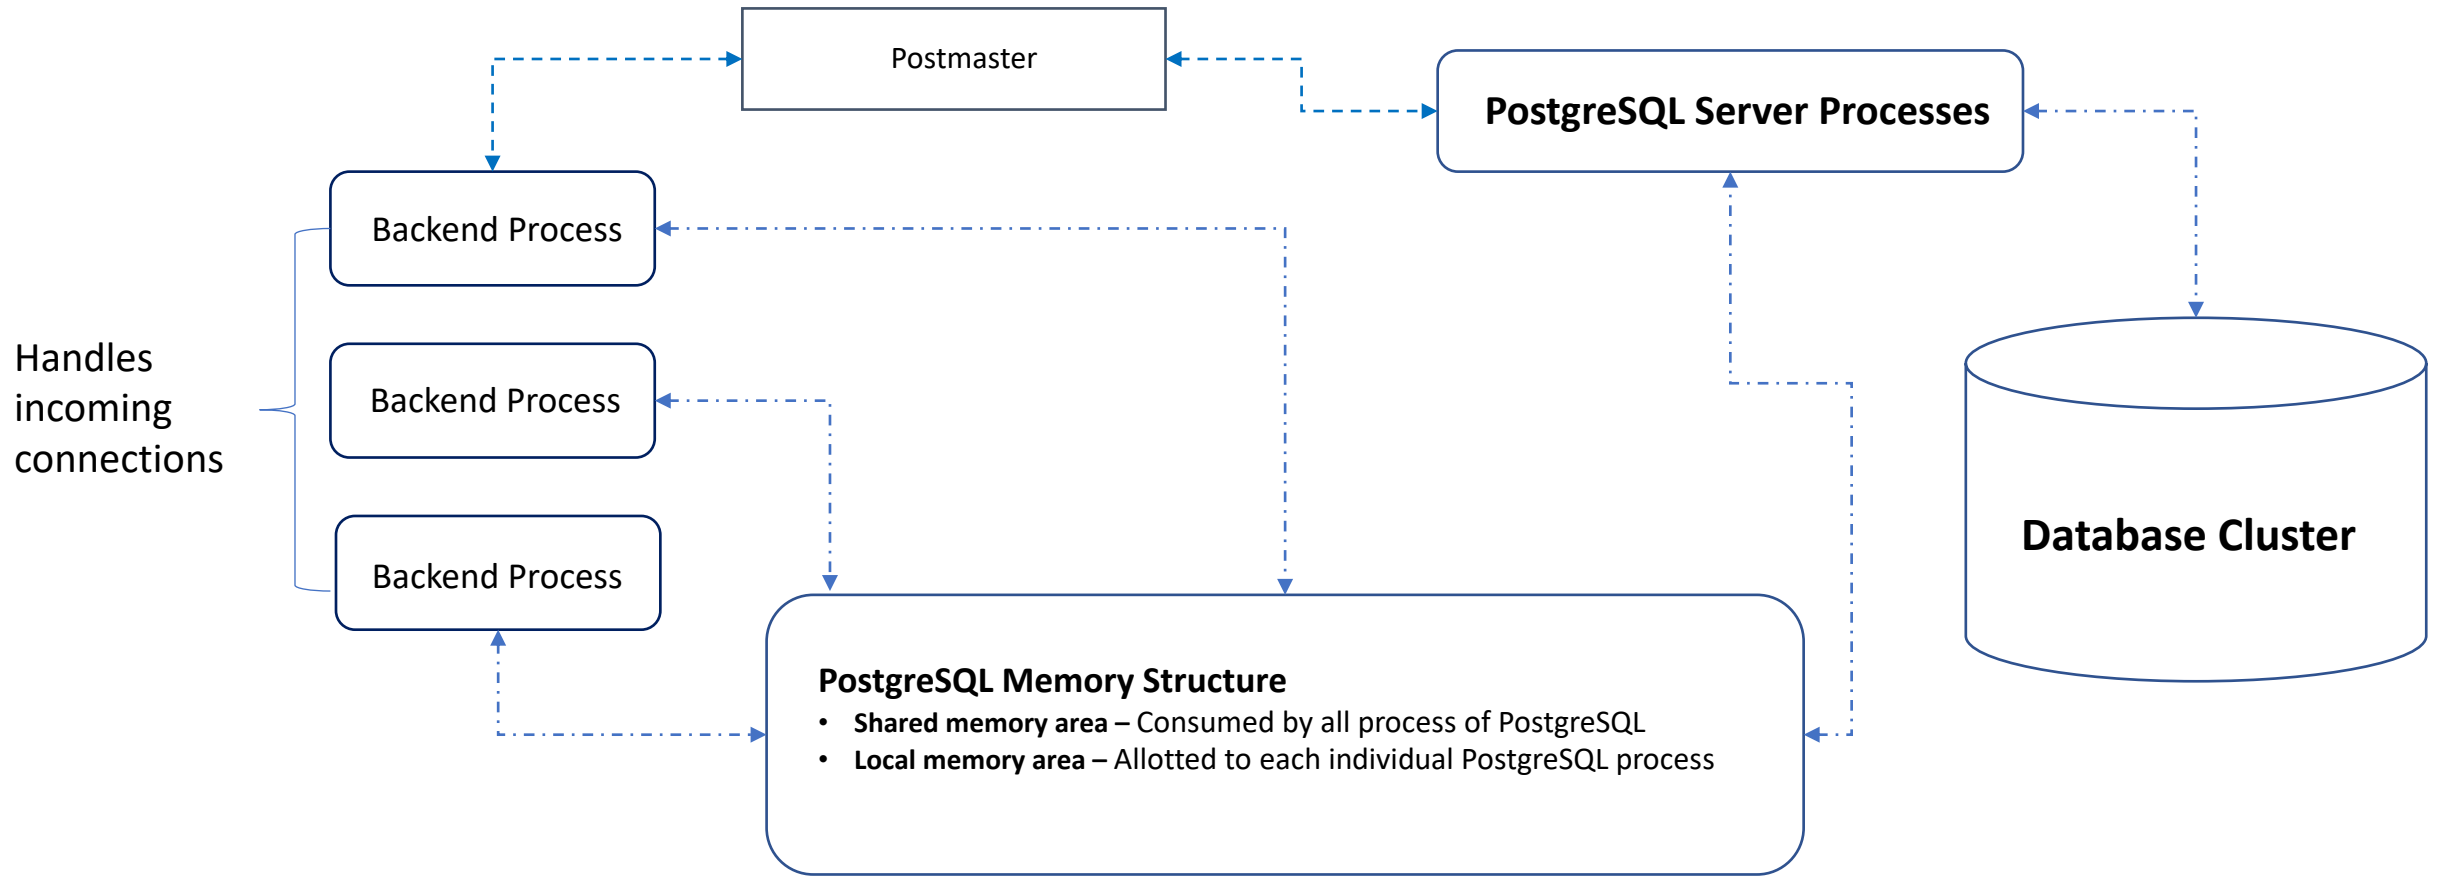 Postmaster
PostgreSQL Server Processes
Backend Process
Handles
incoming
connections
Backend Process
Backend Process
Database Cluster
PostgreSQL Memory Structure
• Shared memory area – Consumed by all process of PostgreSQL
• Local memory area – Allotted to each individual PostgreSQL process